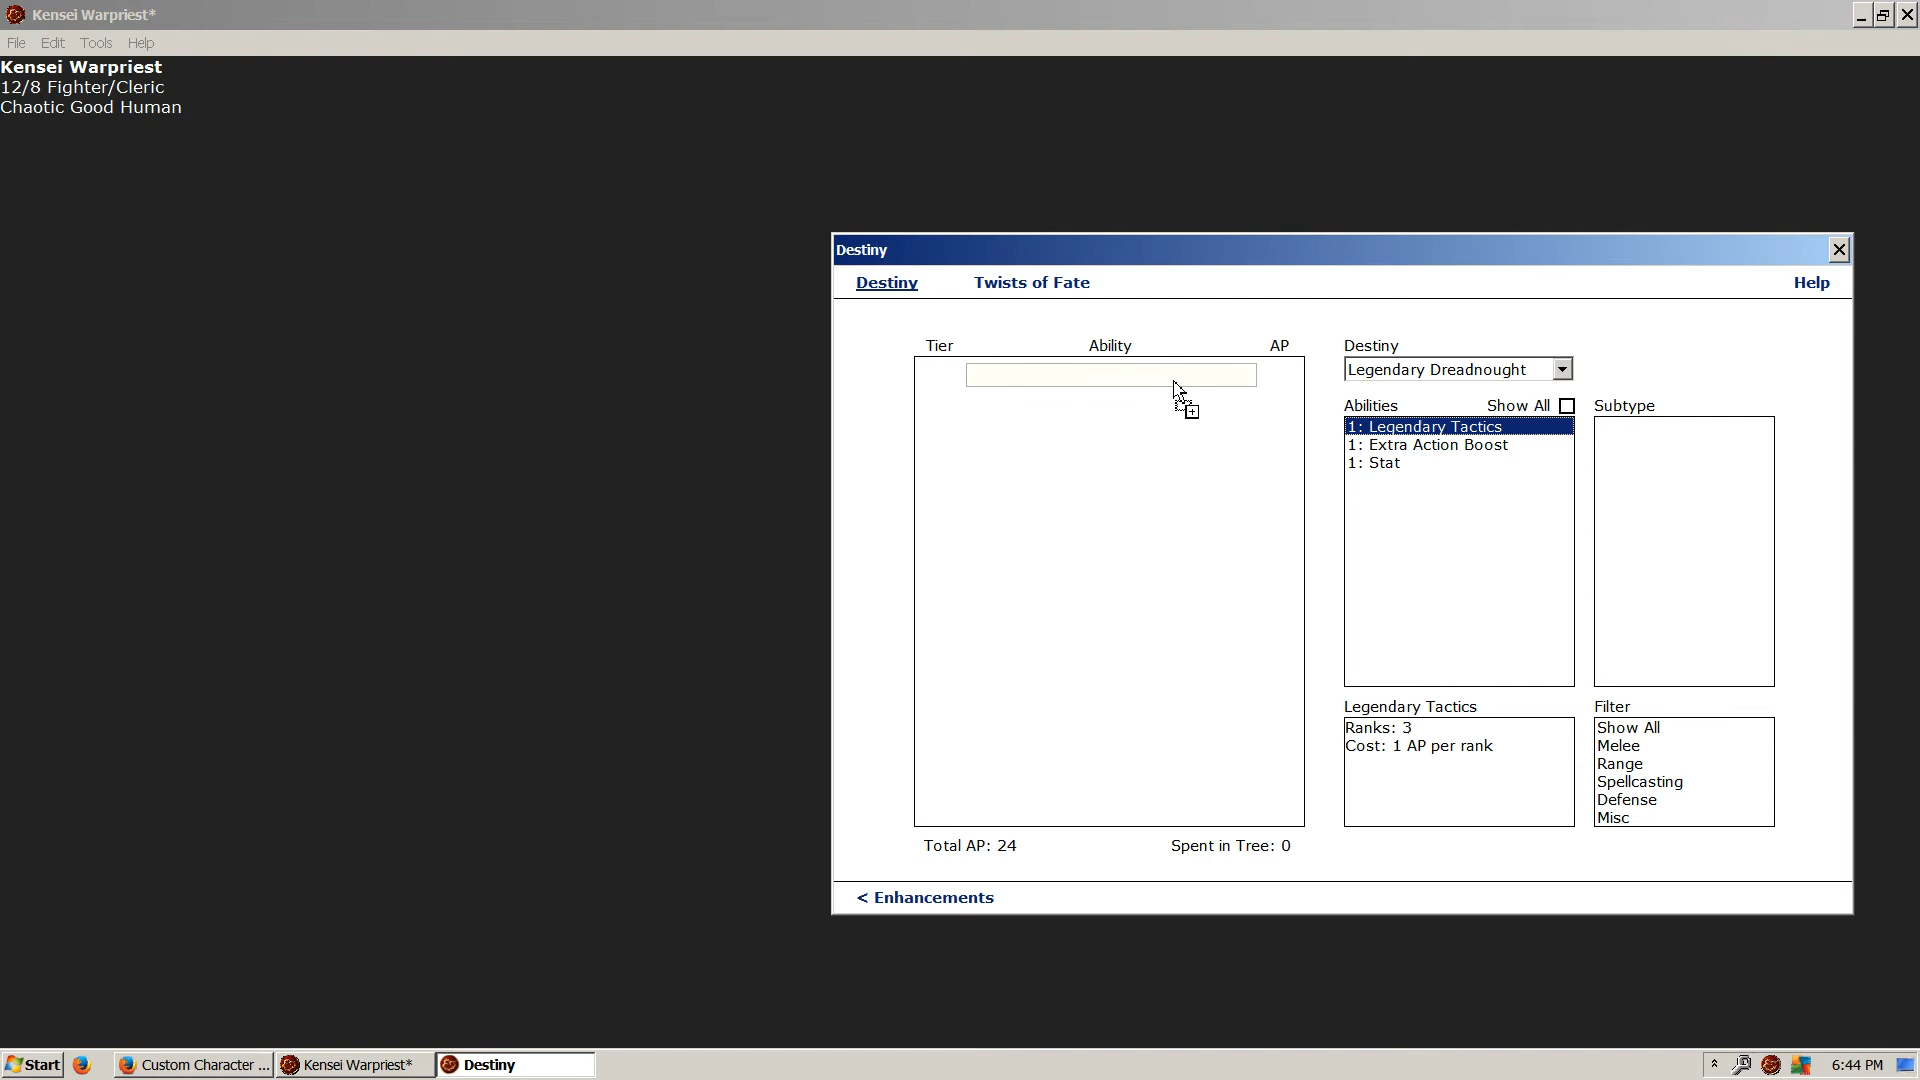 Kensei Warpriest*
File Edit Tools Help
Kensei Warpriest
12/8 Fighter/Cleric
Chaotic Good Human
Destiny
Destiny Twists of Fate Help
Tier Ability AP
Destiny
Legendary Dreadnought
Abilities Show All Subtype
1: Legendary Tactics
1: Extra Action Boost
1: Stat
Legendary Tactics
Ranks: 3
Cost: 1 AP per rank
Filter
Show All
Melee
Range
Spellcasting
Defense
Misc
Total AP: 24 Spent in Tree: 0
< Enhancements
Start Custom Character ... Kensei Warpriest* Destiny 6:44 PM